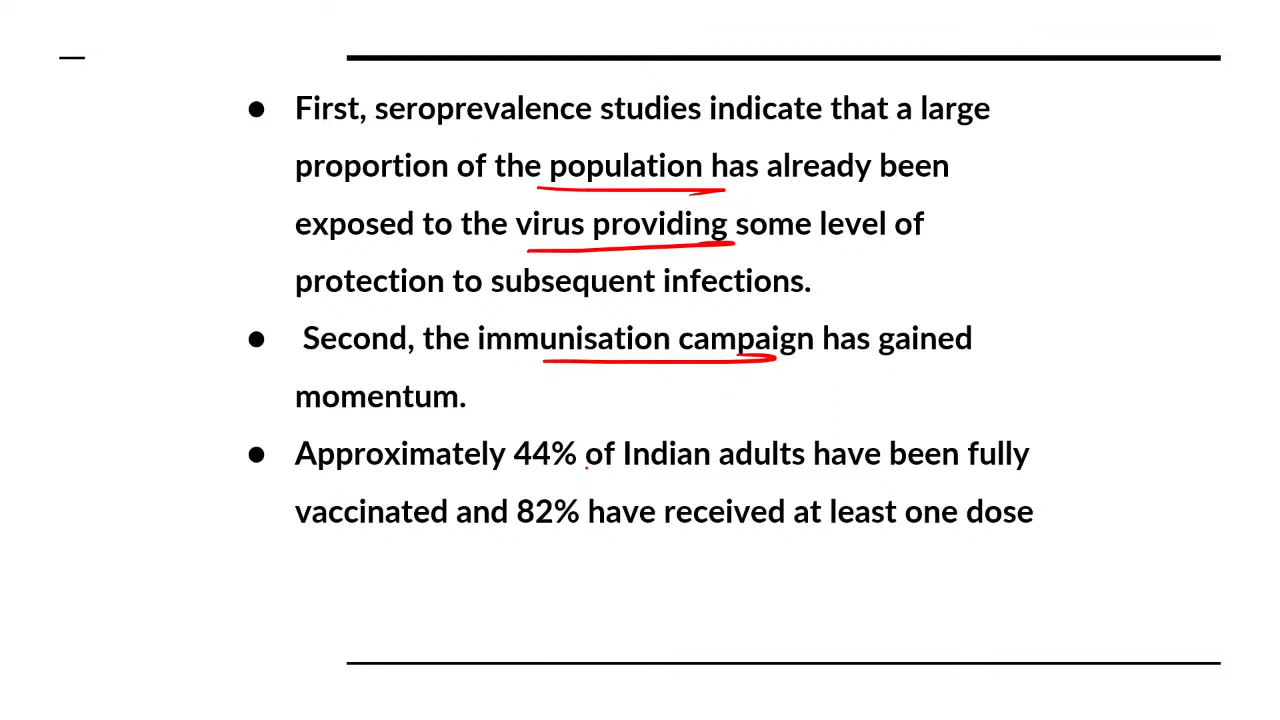 ● First, seroprevalence studies indicate that a large
proportion of the population has already been
exposed to the virus providing some level of
protection to subsequent infections.
● Second, the immunisation campaign has gained
momentum.
● Approximately 44% of Indian adults have been fully
vaccinated and 82% have received at least one dose